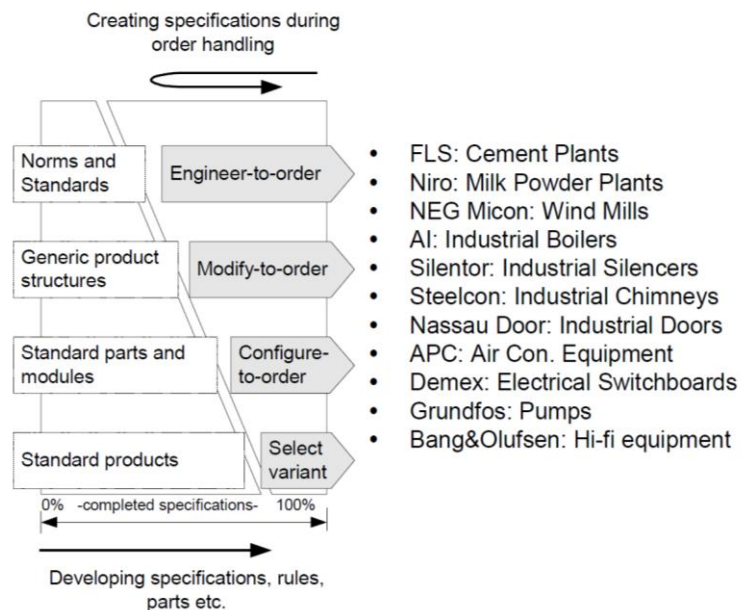 Creating specifications during
order handling
Norms and
Standards
Engineer-to-order
Generic product
structures
Modify-to-order
Standard parts and
modules
Configure-
to-order
Standard products
Select
variant
0% -completed specifications- 100%
Developing specifications, rules,
parts etc.
• FLS: Cement Plants
• Niro: Milk Powder Plants
• NEG Micon: Wind Mills
• AI: Industrial Boilers
• Silentor: Industrial Silencers
• Steelcon: Industrial Chimneys
• Nassau Door: Industrial Doors
• APC: Air Con. Equipment
• Demex: Electrical Switchboards
• Grundfos: Pumps
• Bang&Olufsen: Hi-fi equipment